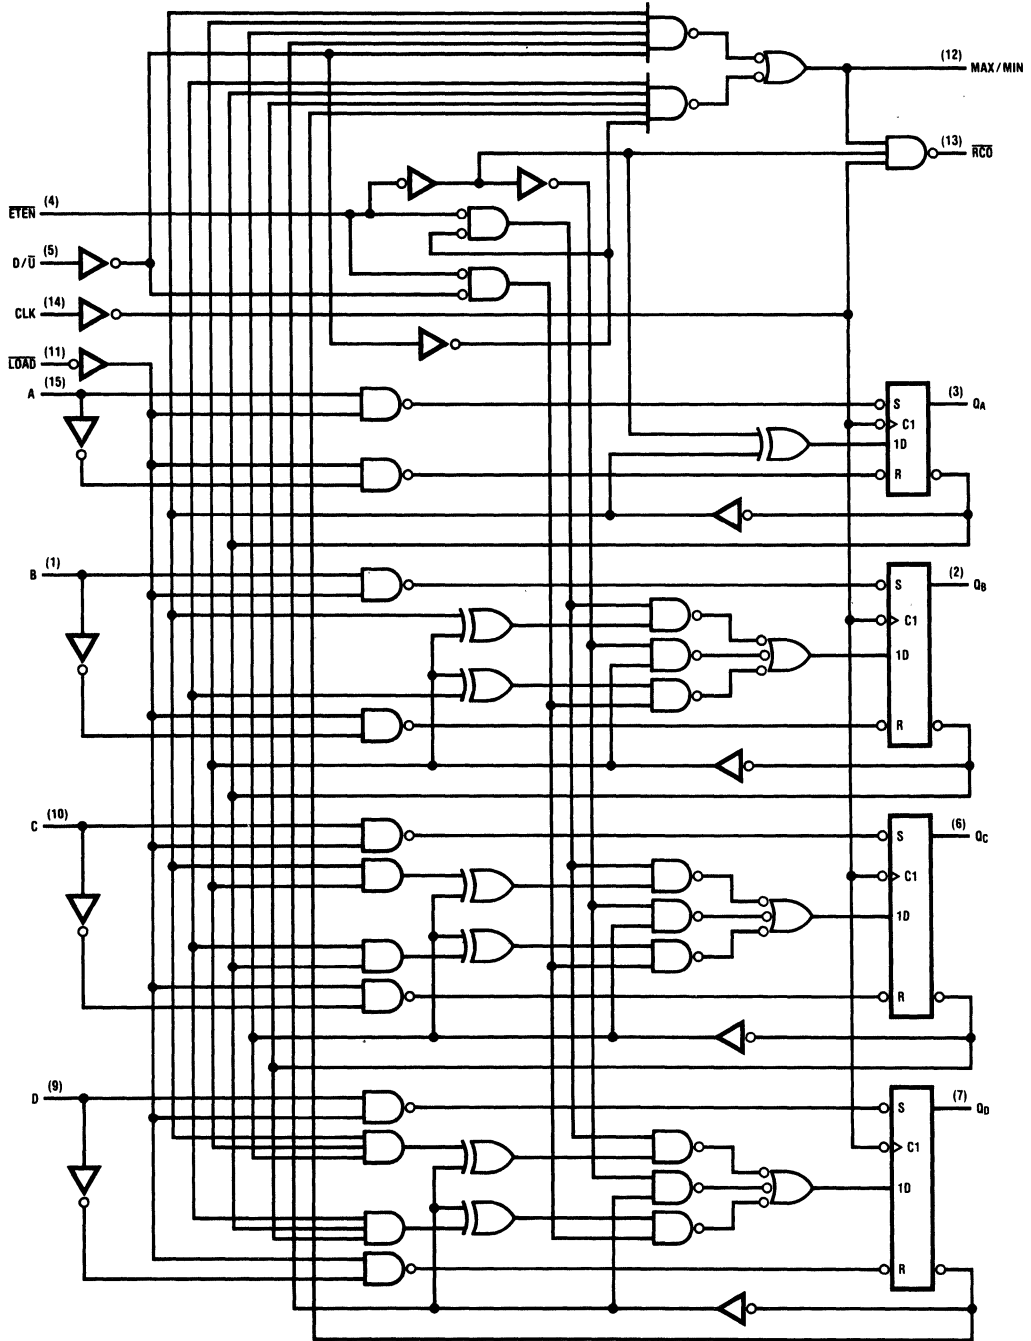 (12) MAX/MIN
(13) RCO
ETEN (4)
D/U (5)
CLK (14)
LOAD (11)
A (15)
S (3) QA
C1
1D
R
B (1)
S (2) QB
C1
1D
R
C (10)
S (6) QC
C1
1D
R
D (9)
S (7) QD
C1
1D
R